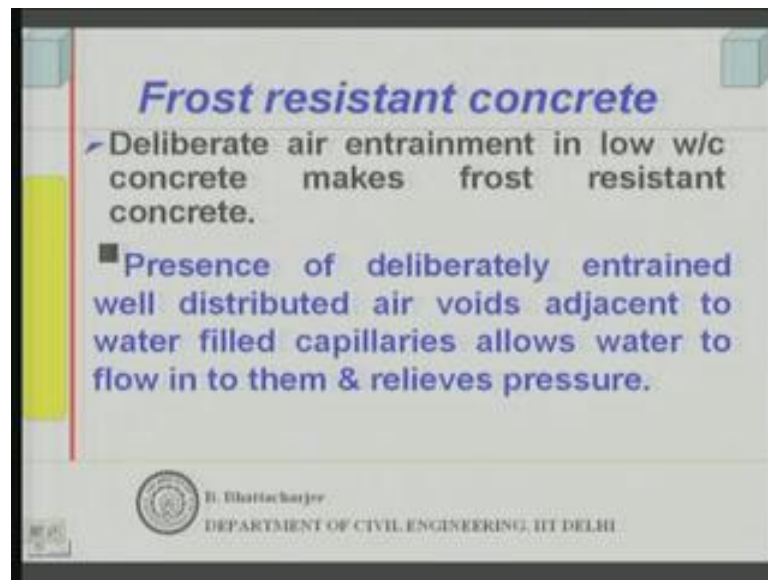 Frost resistant concrete
Deliberate air entrainment in low w/c
concrete makes frost resistant
concrete.
Presence of deliberately entrained
well distributed air voids adjacent to
water filled capillaries allows water to
flow in to them & relieves pressure.
B. Bhattacharjee
DEPARTMENT OF CIVIL ENGINEERING, IIT DELHI